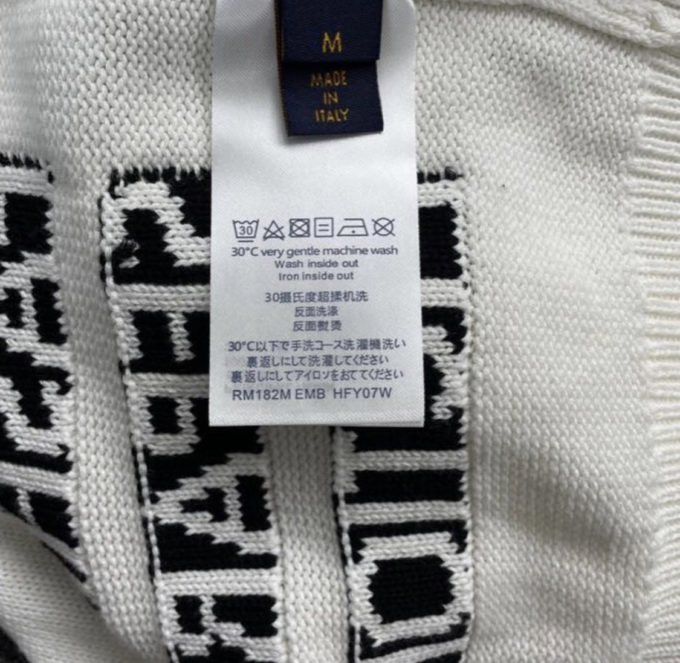 M
MADE
IN
ITALY
30
30°C very gentle machine wash
Wash inside out
Iron inside out
30摄氏度超揉机洗
反面洗涤
反面熨烫
30°C以下で手洗コース洗濯機洗い
裏返しにして洗濯してください
裏返しにしてアイロンをおててください
RM182M EMB HFY07W